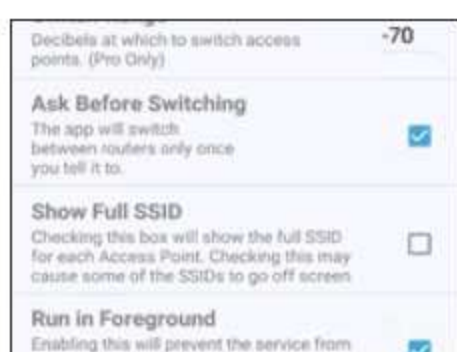 Decibels at which to switch access
points. (Pro Only)
-70
Ask Before Switching
The app will switch
between routers only once
you tell it to.
Show Full SSID
Checking this box will show the full SSID
for each Access Point. Checking this may
cause some of the SSIDs to go off screen
Run in Foreground
Enabling this will prevent the service from